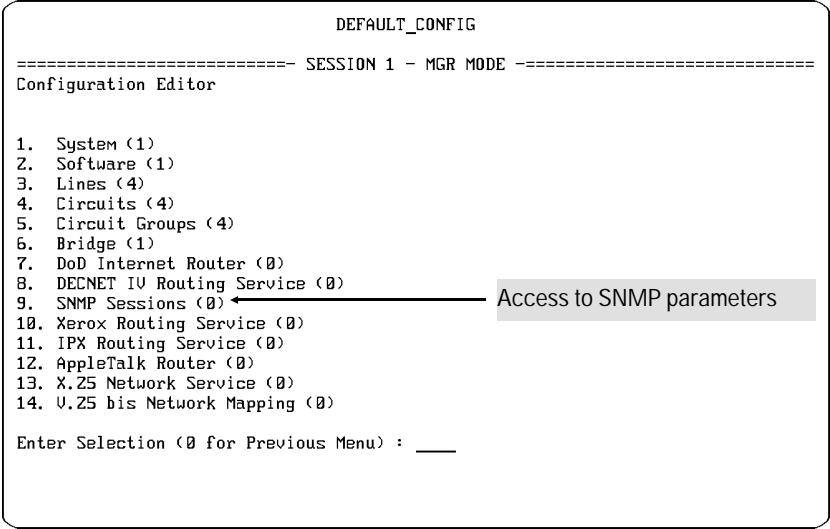 DEFAULT_CONFIG
===========================- SESSION 1 - MGR MODE -=============================
Configuration Editor
1. System (1)
2. Software (1)
3. Lines (4)
4. Circuits (4)
5. Circuit Groups (4)
6. Bridge (1)
7. DoD Internet Router (0)
8. DECNET IV Routing Service (0)
9. SNMP Sessions (0) Access to SNMP parameters
10. Xerox Routing Service (0)
11. IPX Routing Service (0)
12. AppleTalk Router (0)
13. X.25 Network Service (0)
14. V.25 bis Network Mapping (0)
Enter Selection (0 for Previous Menu) : ____